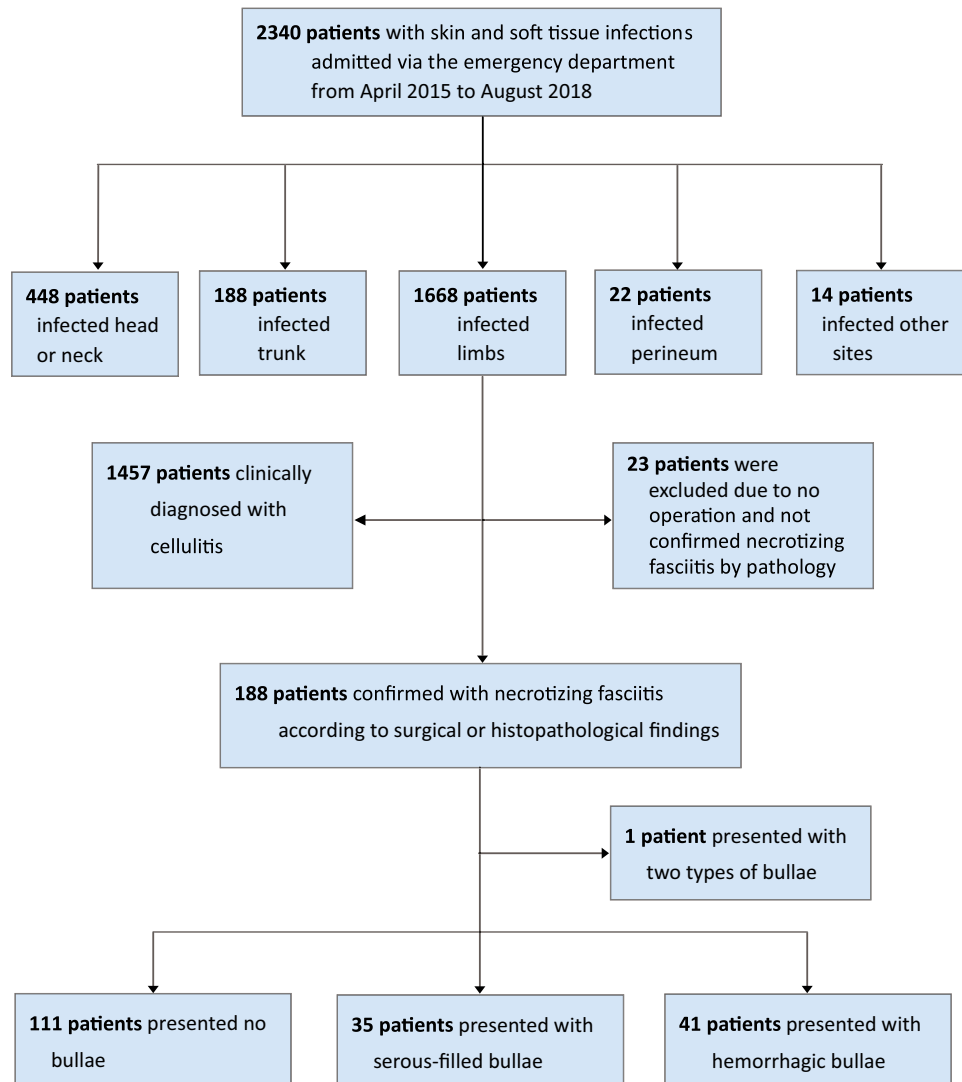 2340 patients with skin and soft tissue infections
admitted via the emergency department
from April 2015 to August 2018
448 patients
infected head
or neck
188 patients
infected
trunk
1668 patients
infected
limbs
22 patients
infected
perineum
14 patients
infected other
sites
1457 patients clinically
diagnosed with
cellulitis
23 patients were
excluded due to no
operation and not
confirmed necrotizing
fasciitis by pathology
188 patients confirmed with necrotizing fasciitis
according to surgical or histopathological findings
1 patient presented with
two types of bullae
111 patients presented no
bullae
35 patients presented with
serous-filled bullae
41 patients presented with
hemorrhagic bullae